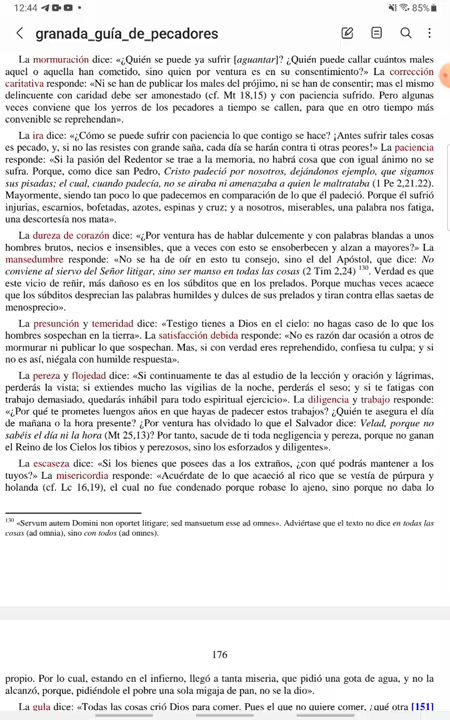 12:44
85%
granada_guía_de_pecadores
La mormuración dice: «¿Quién se puede ya sufrir [aguantar]? ¿Quién puede callar cuántos males
aquel o aquella han cometido, sino quien por ventura es en su consentimiento?» La corrección
caritativa responde: «Ni se han de publicar los males del prójimo, ni se han de consentir; mas el mismo
delincuente con caridad debe ser amonestado (cf. Mt 18,15) y con paciencia sufrido. Pero algunas
veces conviene que los yerros de los pecadores a tiempo se callen, para que en otro tiempo más
convenible se reprehendan».
La ira dice: «¿Cómo se puede sufrir con paciencia lo que contigo se hace? ¡Antes sufrir tales cosas
es pecado, y, si no las resistes con grande saña, cada día se harán contra ti otras peores!» La paciencia
responde: «Si la pasión del Redentor se trae a la memoria, no habrá cosa que con igual ánimo no se
sufra. Porque, como dice san Pedro, Cristo padeció por nosotros, dejándonos ejemplo, que sigamos
sus pisadas; el cual, cuando padecía, no se airaba ni amenazaba a quien le maltrataba (1 Pe 2,21.22).
Mayormente, siendo tan poco lo que padecemos en comparación de lo que él padeció. Porque él sufrió
injurias, escarnios, bofetadas, azotes, espinas y cruz; y a nosotros, miserables, una palabra nos fatiga,
una descortesía nos mata».
La dureza de corazón dice: «¿Por ventura has de hablar dulcemente y con palabras blandas a unos
hombres brutos, necios e insensibles, que a veces con esto se ensoberbecen y alzan a mayores?» La
mansedumbre responde: «No se ha de oír en esto tu consejo, sino el del Apóstol, que dice: No
conviene al siervo del Señor litigar, sino ser manso en todas las cosas (2 Tim 2,24) 130. Verdad es que
este vicio de reñir, más dañoso es en los súbditos que en los prelados. Porque muchas veces acaece
que los súbditos desprecian las palabras humildes y dulces de sus prelados y tiran contra ellas saetas de
menosprecio».
La presunción y temeridad dice: «Testigo tienes a Dios en el cielo: no hagas caso de lo que los
hombres sospechan en la tierra». La satisfacción debida responde: «No es razón dar ocasión a otros de
mormurar ni publicar lo que sospechan. Mas, si con verdad eres reprehendido, confiesa tu culpa; y si
no es así, niégala con humilde respuesta».
La pereza y flojedad dice: «Si continuamente te das al estudio de la lección y oración y lágrimas,
perderás la vista; si extiendes mucho las vigilias de la noche, perderás el seso; y si te fatigas con
trabajo demasiado, quedarás inhábil para todo espiritual ejercicio». La diligencia y trabajo responde:
«¿Por qué te prometes luengos años en que hayas de padecer estos trabajos? ¿Quién te asegura el día
de mañana o la hora presente? ¿Por ventura has olvidado lo que el Salvador dice: Velad, porque no
sabéis el día ni la hora (Mt 25,13)? Por tanto, sacude de ti toda negligencia y pereza, porque no ganan
el Reino de los Cielos los tibios y perezosos, sino los esforzados y diligentes».
La escaseza dice: «Si los bienes que posees das a los extraños, ¿con qué podrás mantener a los
tuyos?» La misericordia responde: «Acuérdate de lo que acaeció al rico que se vestía de púrpura y
holanda (cf. Lc 16,19), el cual no fue condenado porque robase lo ajeno, sino porque no daba lo
130 «Servum autem Domini non oportet litigare; sed mansuetum esse ad omnes». Adviértase que el texto no dice en todas las
cosas (ad omnia), sino con todos (ad omnes).
176
propio. Por lo cual, estando en el infierno, llegó a tanta miseria, que pidió una gota de agua, y no la
alcanzó, porque, pidiéndole el pobre una sola migaja de pan, no se la dio».
La gula dice: «Todas las cosas crió Dios para comer. Pues el que no quiere comer, ¿qué otra [151]